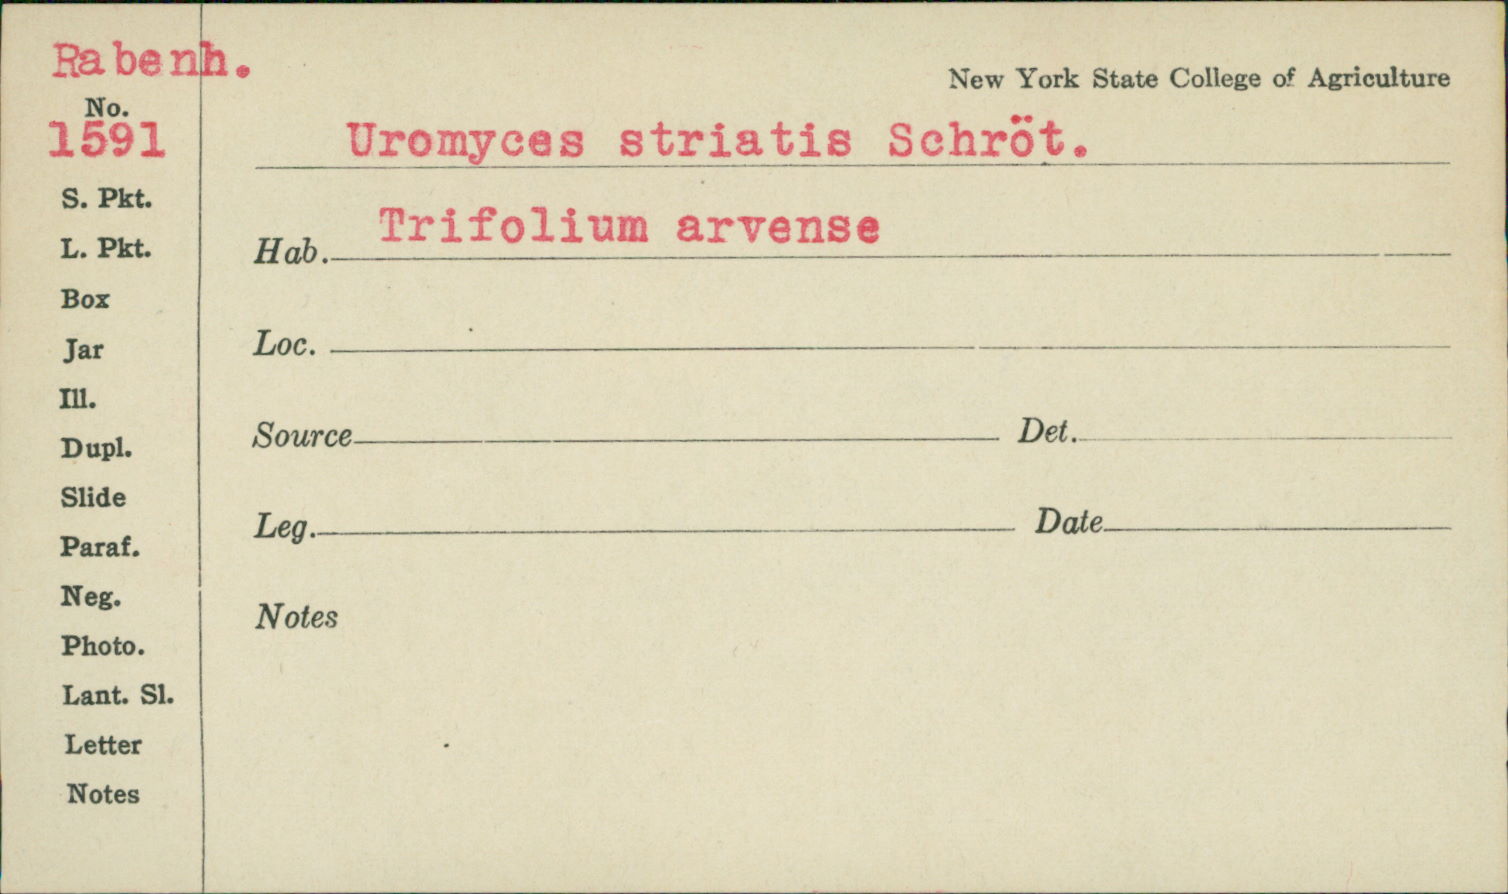 Rabenh.
New York State College of Agriculture
No.
1591
Uromyces striatis Schröt.
S. Pkt.
Hab. Trifolium arvense
L. Pkt.
Box
Loc.
Jar
Ill.
Source Det.
Dupl.
Slide
Leg. Date
Paraf.
Neg.
Notes
Photo.
Lant. Sl.
Letter
Notes